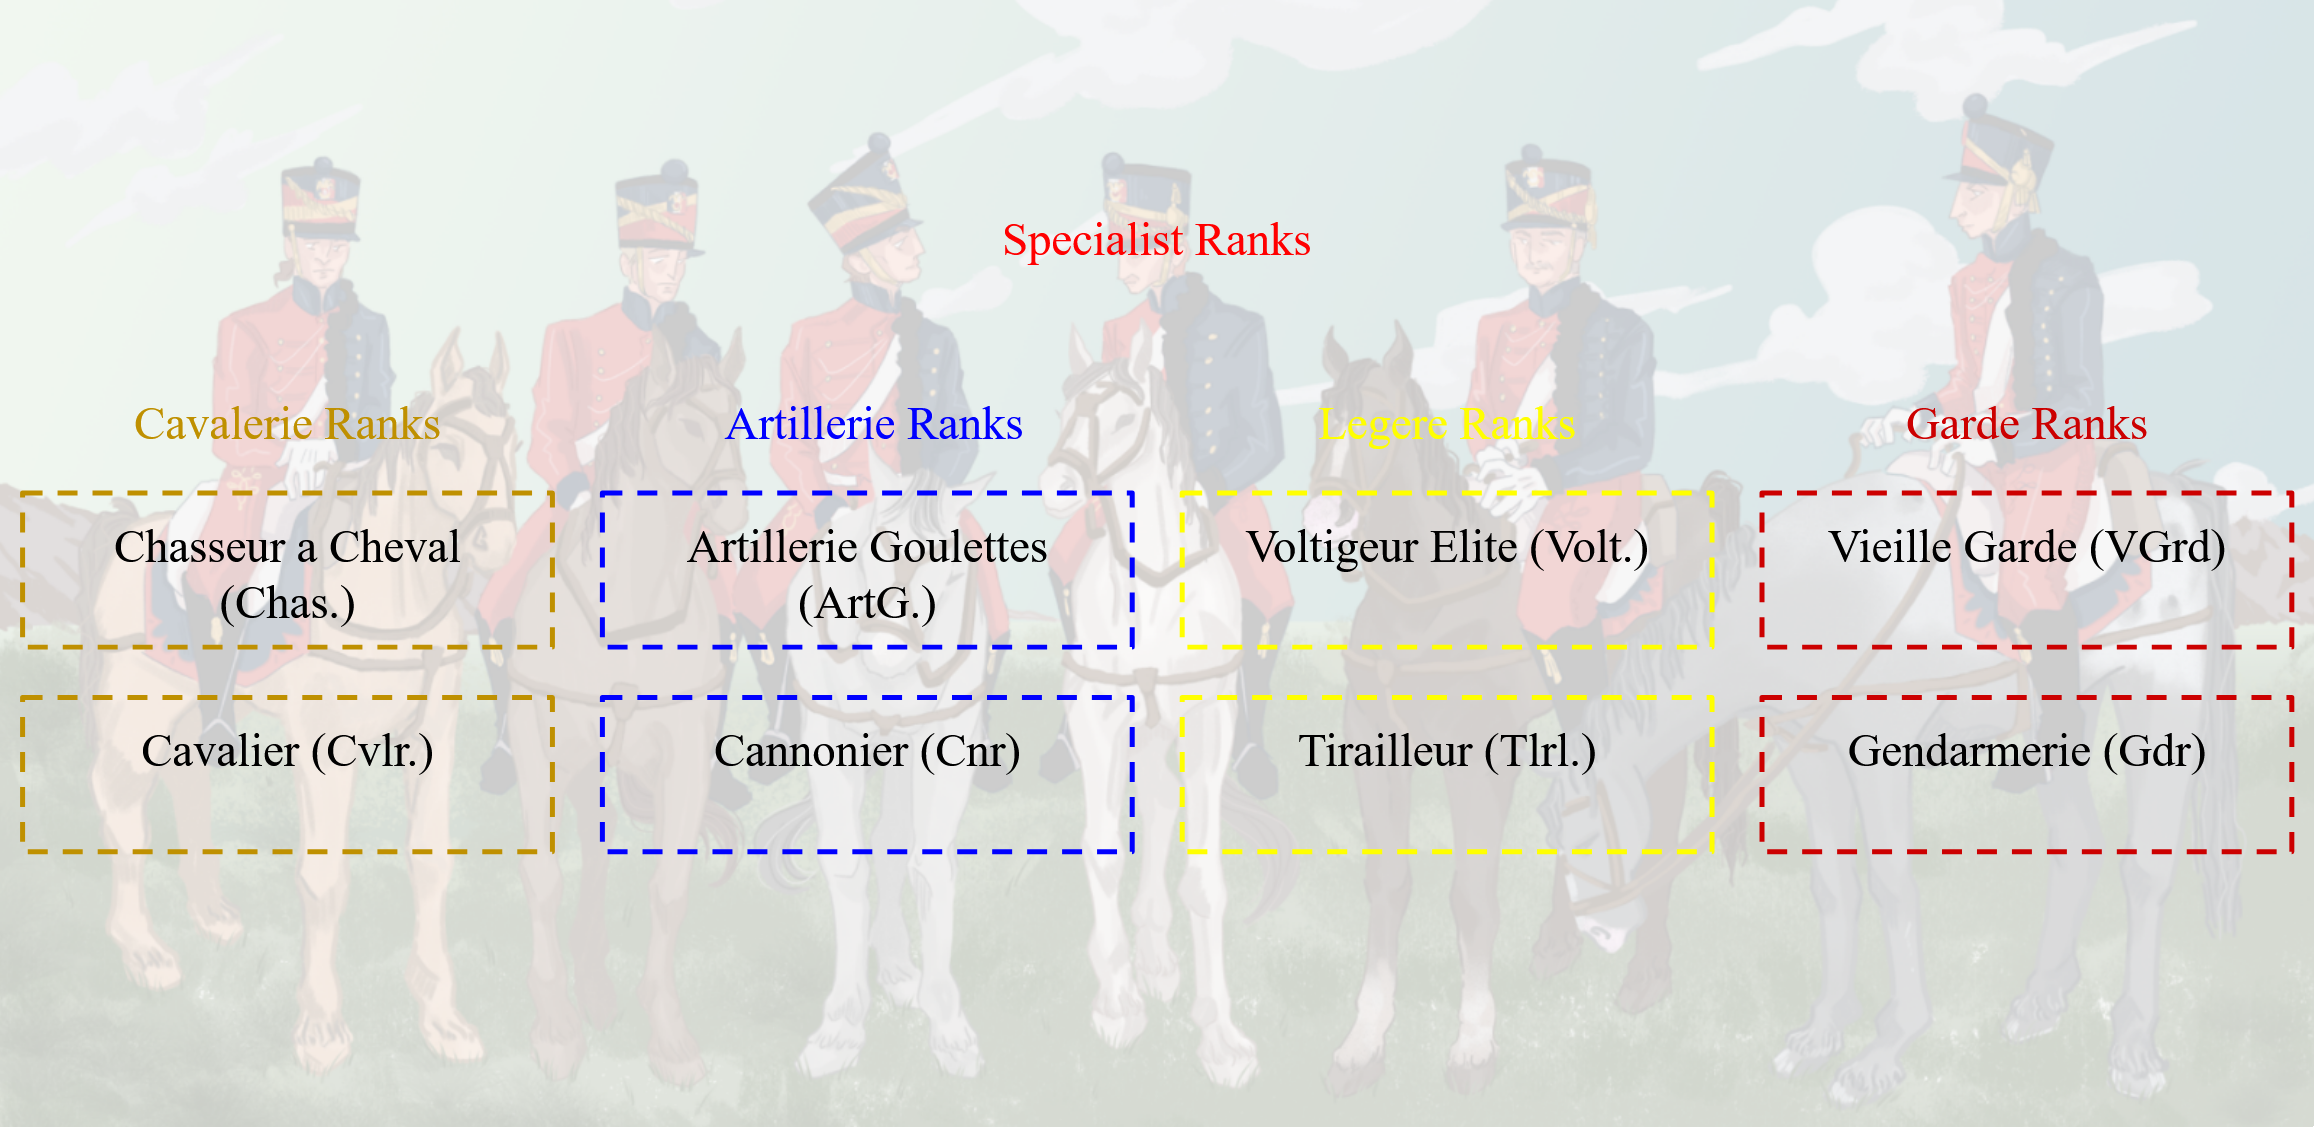 Specialist Ranks
Cavalerie Ranks
Chasseur a Cheval
(Chas.)
Cavalier (Cvlr.)
Artillerie Ranks
Artillerie Goulettes
(ArtG.)
Cannonier (Cnr)
Legere Ranks
Voltigeur Elite (Volt.)
Tirailleur (Tlrl.)
Garde Ranks
Vieille Garde (VGrd)
Gendarmerie (Gdr)